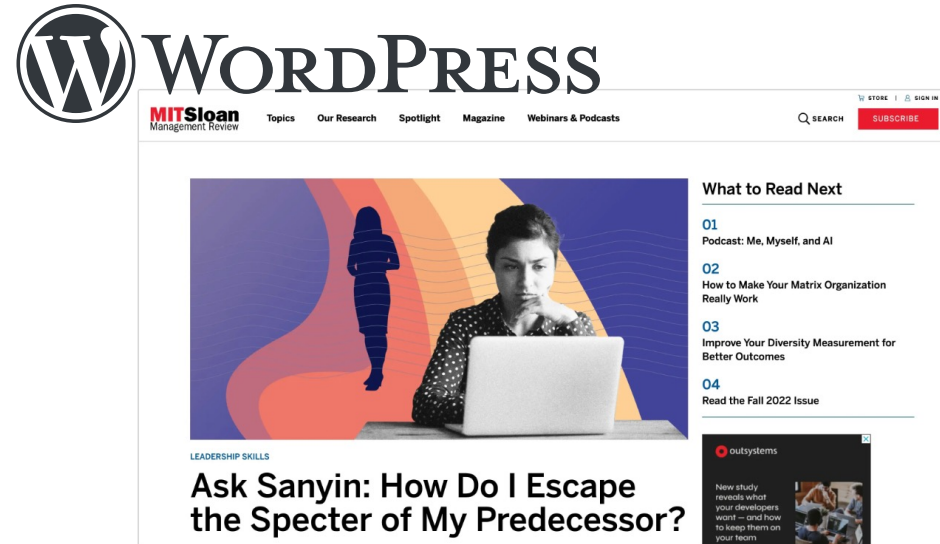 WORDPRESS
STORE | SIGN IN
MITSloan
Management Review
Topics Our Research Spotlight Magazine Webinars & Podcasts
SEARCH SUBSCRIBE
What to Read Next
01
Podcast: Me, Myself, and AI
02
How to Make Your Matrix Organization
Really Work
03
Improve Your Diversity Measurement for
Better Outcomes
04
Read the Fall 2022 Issue
LEADERSHIP SKILLS
Ask Sanyin: How Do I Escape
the Specter of My Predecessor?
outsystems
New study
reveals what
your developers
want — and how
to keep them on
your team